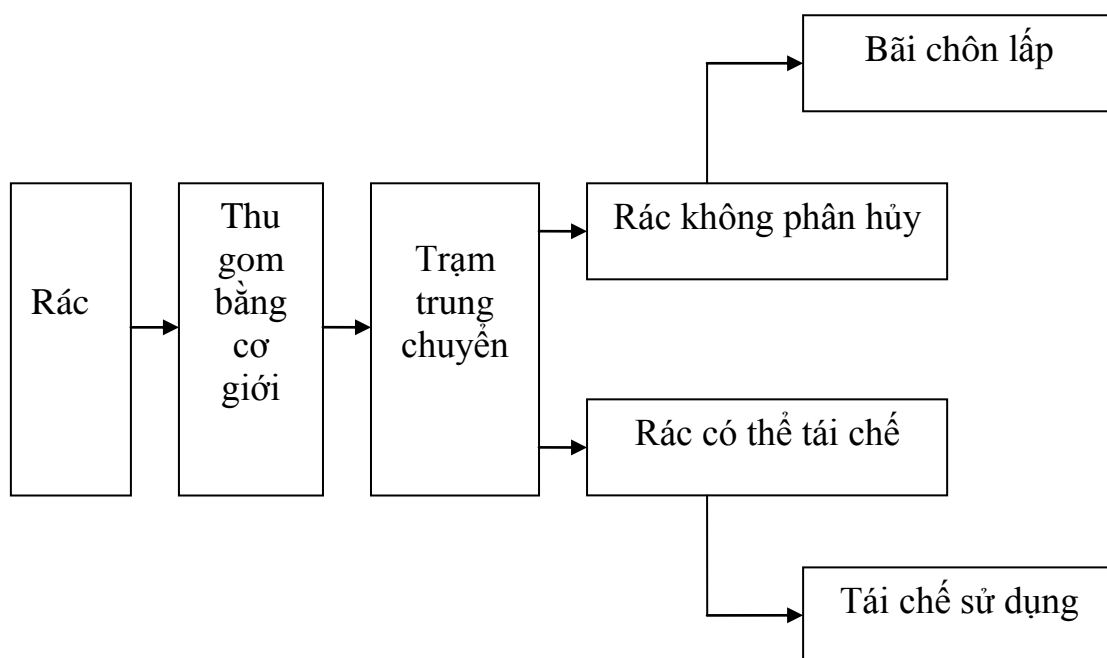 Rác
Thu
gom
bằng
cơ
giới
Trạm
trung
chuyển
Rác không phân hủy
Bãi chôn lấp
Rác có thể tái chế
Tái chế sử dụng